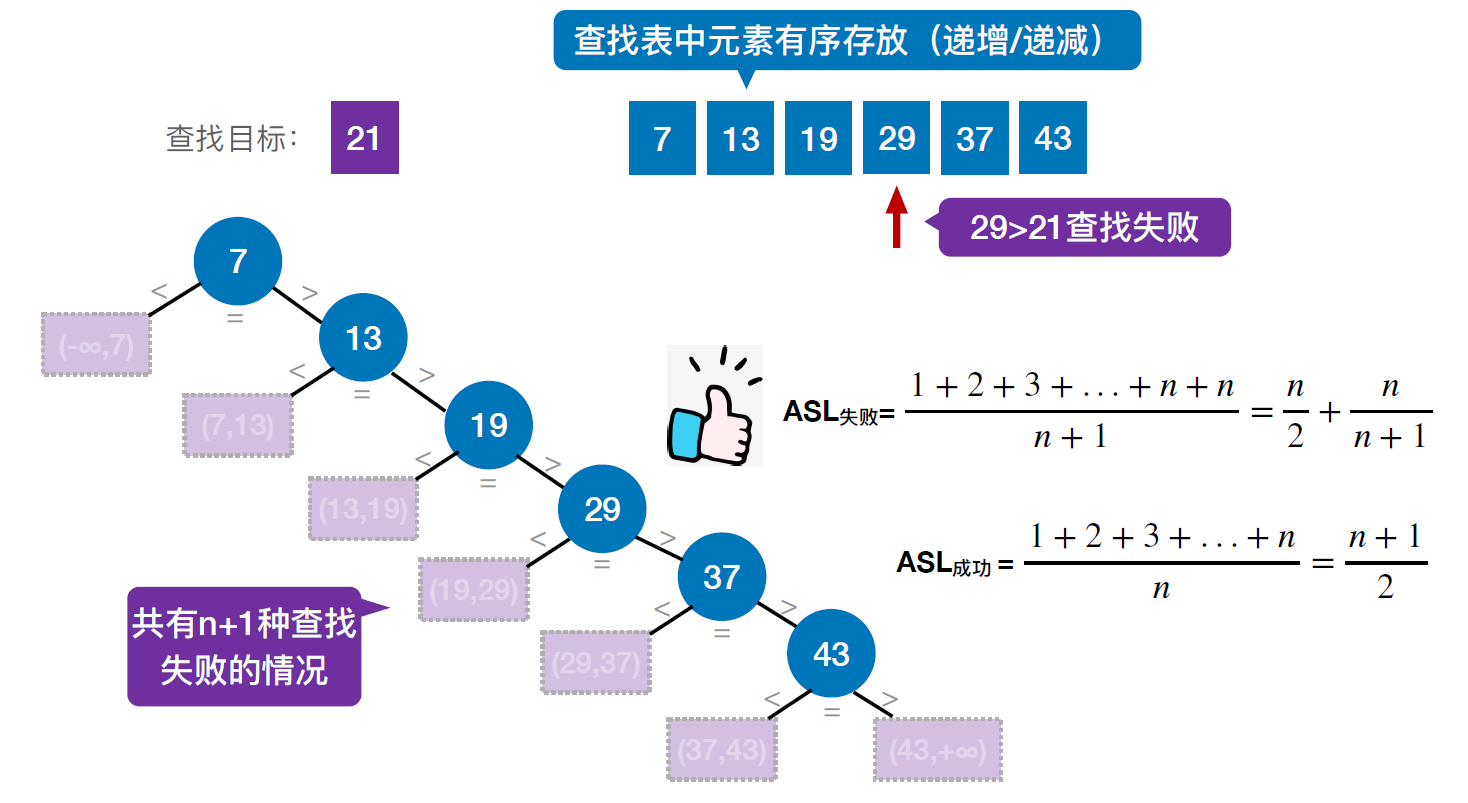 查找表中元素有序存放（递增/递减）
查找目标：
21
7 13 19 29 37 43
29>21查找失败
7
< = >
(-∞,7)
13
< = >
(7,13)
19
< = >
(13,19)
29
< = >
(19,29)
37
< = >
(29,37)
43
< = >
(37,43)
(43,+∞)
共有n+1种查找
失败的情况
ASL失败= (1 + 2 + 3 + … + n + n)/(n + 1) = n/2 + n/(n + 1)
ASL成功 = (1 + 2 + 3 + … + n)/n = (n + 1)/2